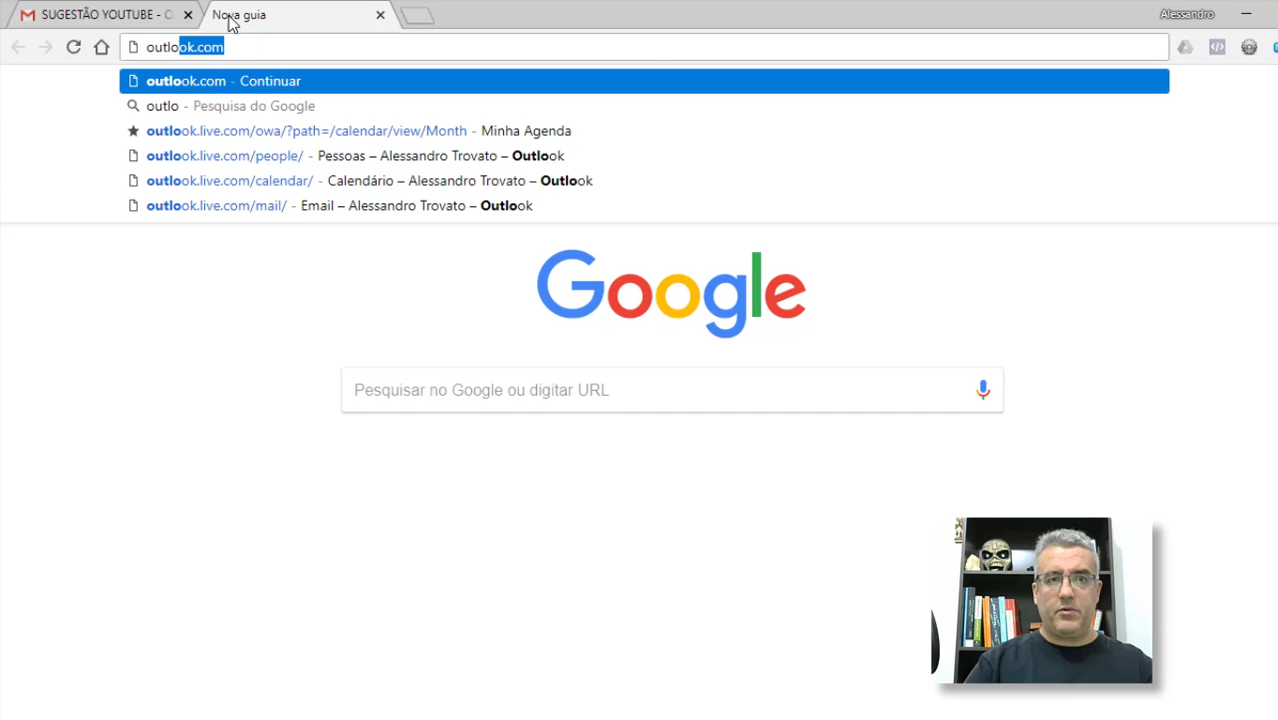 SUGESTÃO YOUTUBE - O
Nova guia
Alessandro
outlook.com
outlook.com - Continuar
outlo - Pesquisa do Google
outlook.live.com/owa/?path=/calendar/view/Month - Minha Agenda
outlook.live.com/people/ - Pessoas – Alessandro Trovato – Outlook
outlook.live.com/calendar/ - Calendário – Alessandro Trovato – Outlook
outlook.live.com/mail/ - Email – Alessandro Trovato – Outlook
Google
Pesquisar no Google ou digitar URL